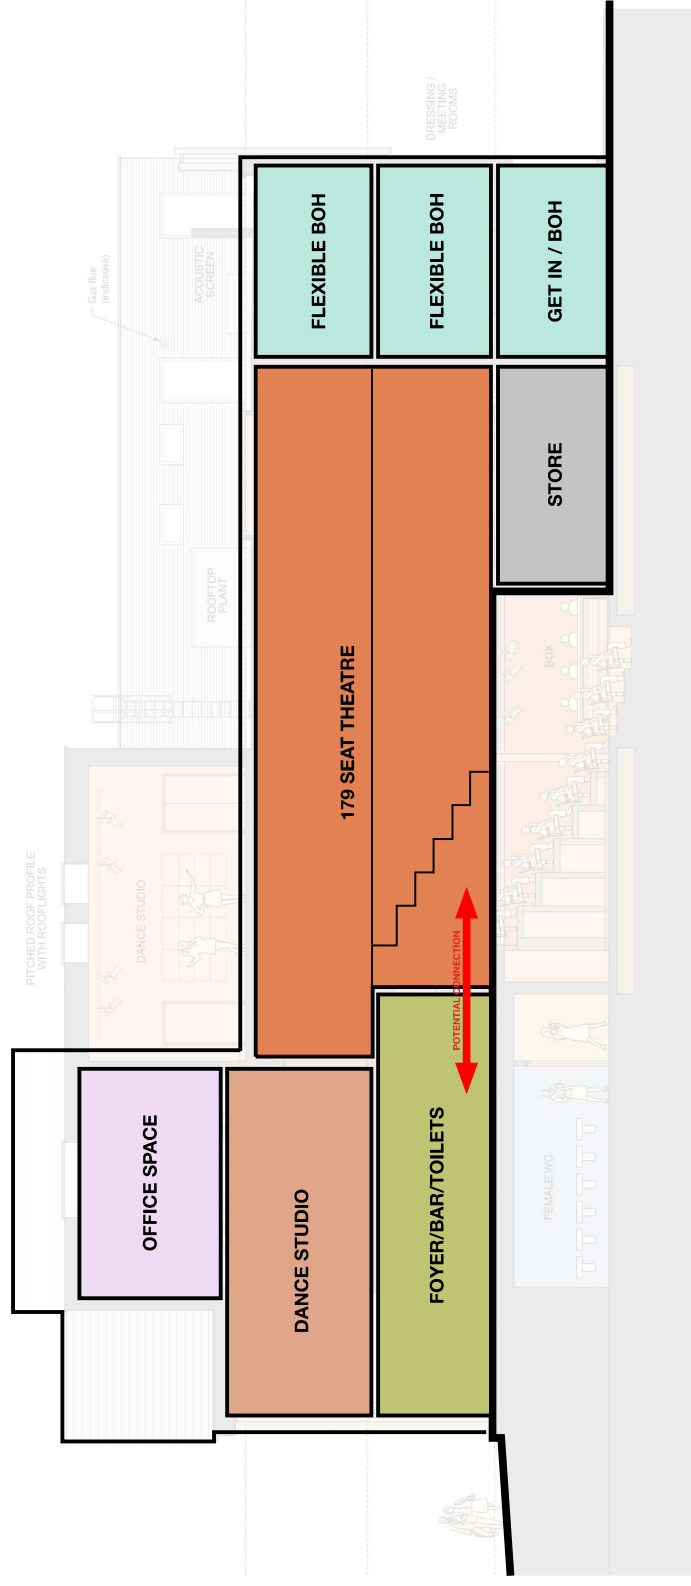 PITCHED ROOF PROFILE
WITH ROOFLIGHTS
DANCE STUDIO
ROOFTOP
PLANT
Gas flue
(indicative)
ACOUSTIC
SCREEN
DRESSING /
MEETING
ROOMS
OFFICE SPACE
DANCE STUDIO
179 SEAT THEATRE
FLEXIBLE BOH
FOYER/BAR/TOILETS
POTENTIAL CONNECTION
FLEXIBLE BOH
STORE
GET IN / BOH
FEMALE WC
BOX